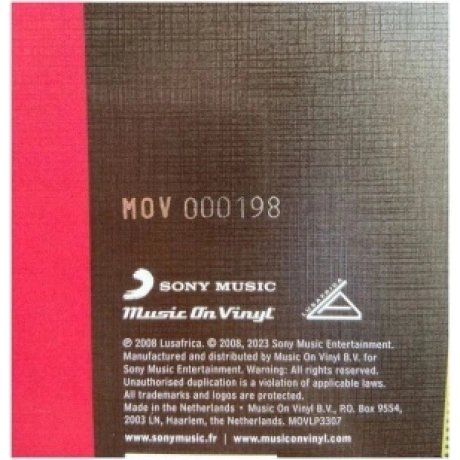 MOV 000198
SONY MUSIC
Music On Vinyl
LUSAFRICA
℗ 2008 Lusafrica. © 2008, 2023 Sony Music Entertainment.
Manufactured and distributed by Music On Vinyl B.V. for
Sony Music Entertainment. Warning: All rights reserved.
Unauthorised duplication is a violation of applicable laws.
All trademarks and logos are protected.
Made in the Netherlands • Music On Vinyl B.V., P.O. Box 9554,
2003 LN, Haarlem, the Netherlands. MOVLP3307
www.sonymusic.fr | www.musiconvinyl.com